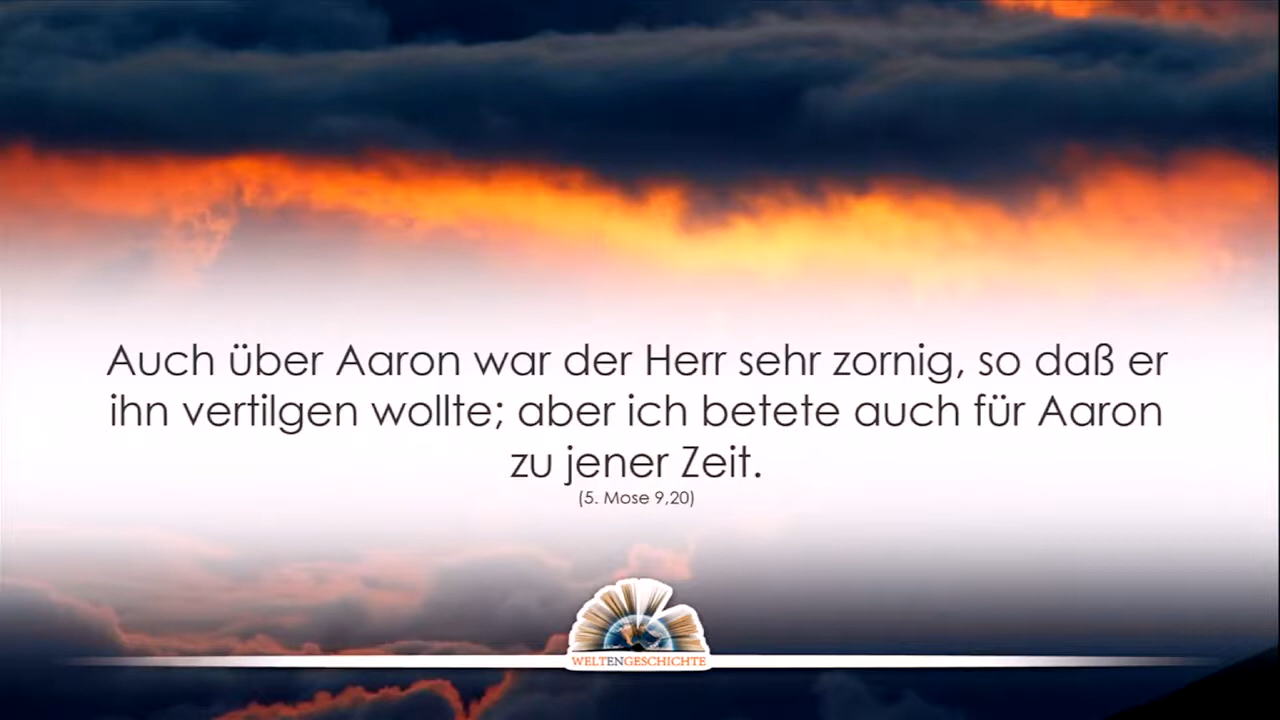 Auch über Aaron war der Herr sehr zornig, so daß er
ihn vertilgen wollte; aber ich betete auch für Aaron
zu jener Zeit.
(5. Mose 9,20)
WELTENGESCHICHTE